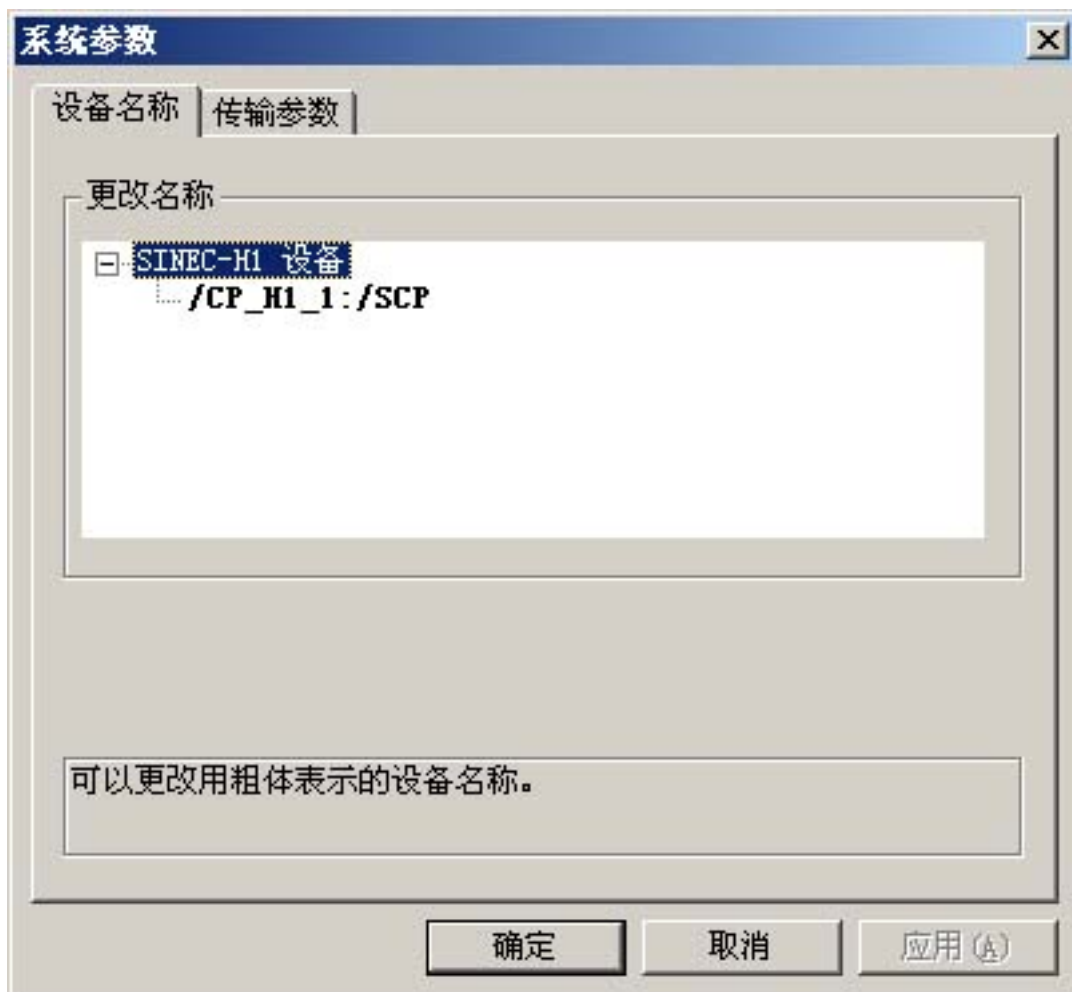 系统参数
设备名称 传输参数
更改名称
SINEC-H1 设备
/CP_H1_1:/SCP
可以更改用粗体表示的设备名称。
确定 取消 应用(A)